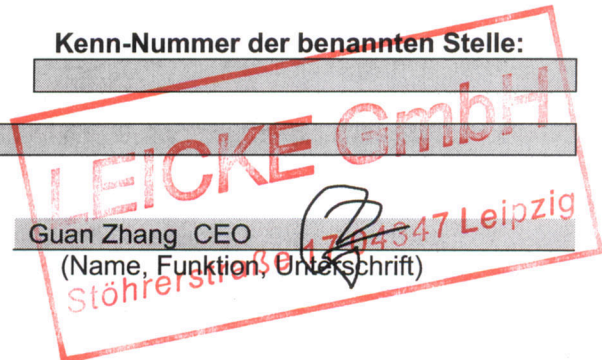 Kenn-Nummer der benannten Stelle:
LEICKE GmbH
Guan Zhang CEO
(Name, Funktion, Unterschrift)
Stöhrerstraße 17 04347 Leipzig